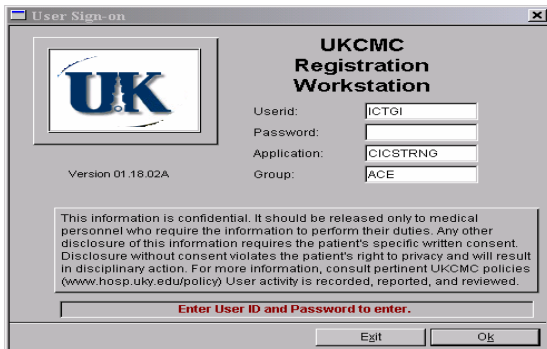 User Sign-on
UK
UKCMC
Registration
Workstation
Userid: ICTGI
Password:
Application: CICSTRNG
Version 01.18.02A
Group: ACE
This information is confidential. It should be released only to medical
personnel who require the information to perform their duties. Any other
disclosure of this information requires the patient's specific written consent.
Disclosure without consent violates the patient's right to privacy and will result
in disciplinary action. For more information, consult pertinent UKCMC policies
(www.hosp.uky.edu/policy) User activity is recorded, reported, and reviewed.
Enter User ID and Password to enter.
Exit
Ok